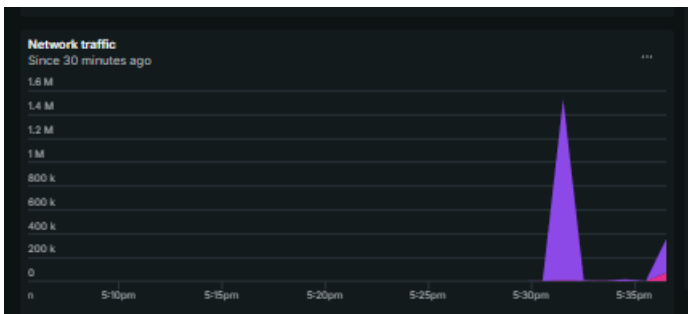 Network traffic
Since 30 minutes ago
...
1.6 M
1.4 M
1.2 M
1 M
800 k
600 k
400 k
200 k
0
n 5:10pm 5:15pm 5:20pm 5:25pm 5:30pm 5:35pm